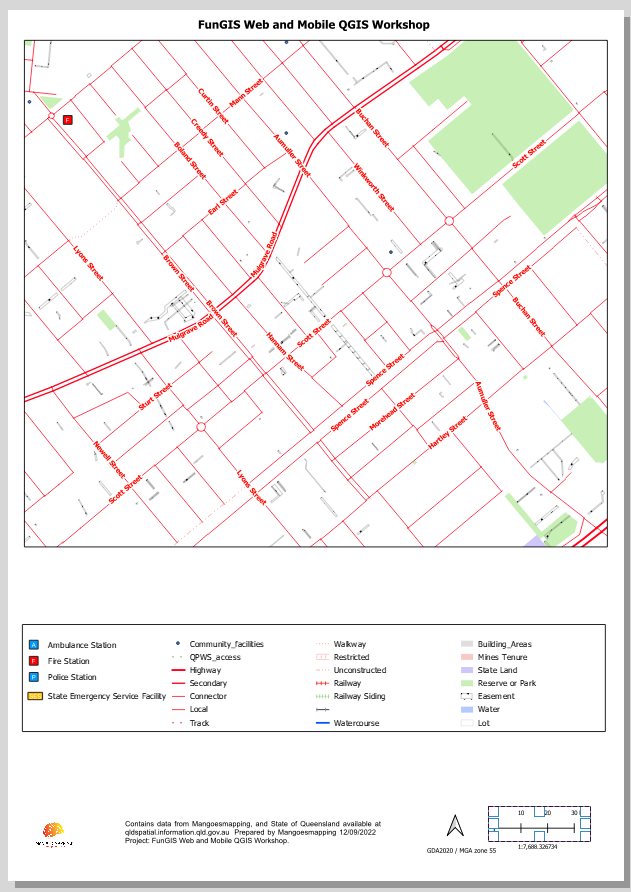 FunGIS Web and Mobile QGIS Workshop
Curtin Street
Mann Street
Creedy Street
Boland Street
Aumuller Street
Buchan Street
Winkworth Street
Scott Street
Earl Street
Lyons Street
Brown Street
Mulgrave Road
Brown Street
Mulgrave Road
Hannam Street
Scott Street
Spence Street
Buchan Street
Spence Street
Sturt Street
Spence Street
Morehead Street
Aumuller Street
Hartley Street
Newell Street
Scott Street
Lyons Street
F
A Ambulance Station
F Fire Station
P Police Station
State Emergency Service Facility
Community_facilities
QPWS_access
Highway
Secondary
Connector
Local
Track
Walkway
Restricted
Unconstructed
Railway
Railway Siding
Watercourse
Building_Areas
Mines Tenure
State Land
Reserve or Park
Easement
Water
Lot
Contains data from Mangoesmapping, and State of Queensland available at
qldspatial.information.qld.gov.au Prepared by Mangoesmapping 12/09/2022
Project: FunGIS Web and Mobile QGIS Workshop.
GDA2020 / MGA zone 55
10 20 30
1:7,688.326734